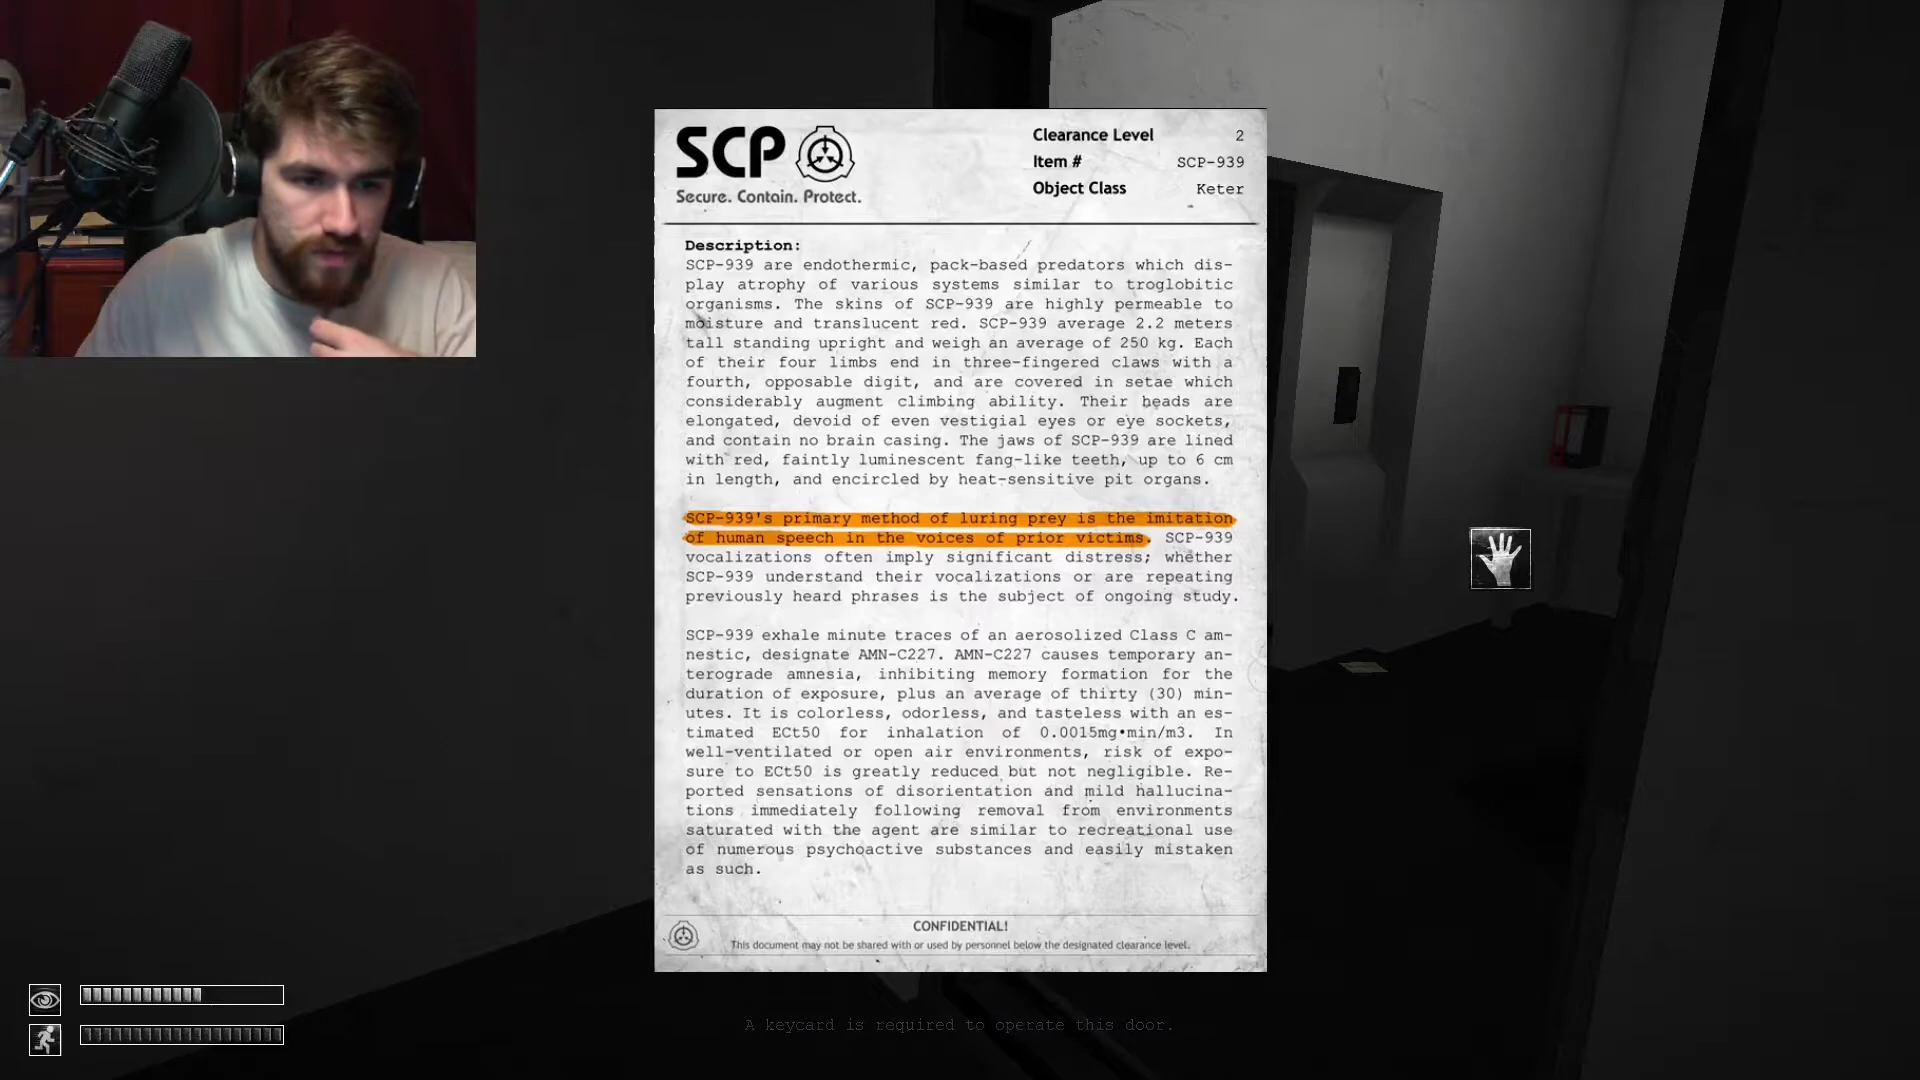 SCP
Secure. Contain. Protect.
Clearance Level 2
Item # SCP-939
Object Class Keter
Description:
SCP-939 are endothermic, pack-based predators which dis-
play atrophy of various systems similar to troglobitic
organisms. The skins of SCP-939 are highly permeable to
moisture and translucent red. SCP-939 average 2.2 meters
tall standing upright and weigh an average of 250 kg. Each
of their four limbs end in three-fingered claws with a
fourth, opposable digit, and are covered in setae which
considerably augment climbing ability. Their heads are
elongated, devoid of even vestigial eyes or eye sockets,
and contain no brain casing. The jaws of SCP-939 are lined
with red, faintly luminescent fang-like teeth, up to 6 cm
in length, and encircled by heat-sensitive pit organs.
SCP-939's primary method of luring prey is the imitation
of human speech in the voices of prior victims. SCP-939
vocalizations often imply significant distress; whether
SCP-939 understand their vocalizations or are repeating
previously heard phrases is the subject of ongoing study.
SCP-939 exhale minute traces of an aerosolized Class C am-
nestic, designate AMN-C227. AMN-C227 causes temporary an-
terograde amnesia, inhibiting memory formation for the
duration of exposure, plus an average of thirty (30) min-
utes. It is colorless, odorless, and tasteless with an es-
timated ECt50 for inhalation of 0.0015mg•min/m3. In
well-ventilated or open air environments, risk of expo-
sure to ECt50 is greatly reduced but not negligible. Re-
ported sensations of disorientation and mild hallucina-
tions immediately following removal from environments
saturated with the agent are similar to recreational use
of numerous psychoactive substances and easily mistaken
as such.
CONFIDENTIAL!
This document may not be shared with or used by personnel below the designated clearance level.
A keycard is required to operate this door.